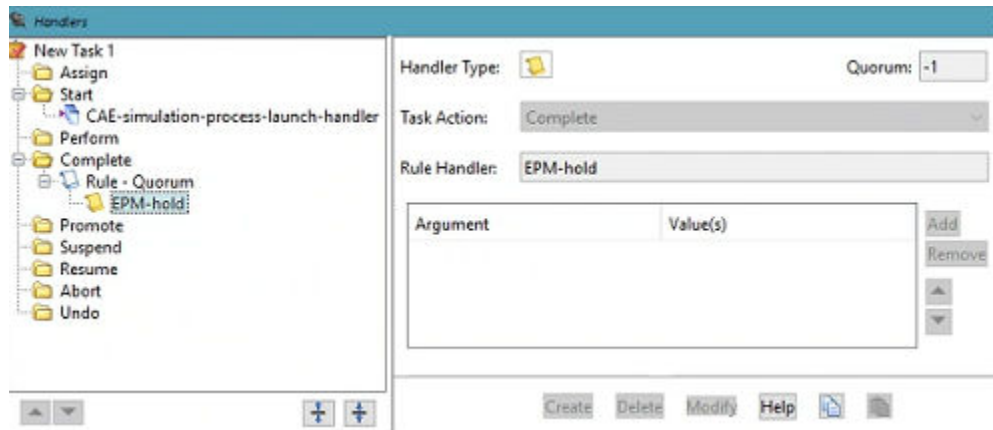 Handlers
New Task 1
Assign
Start
CAE-simulation-process-launch-handler
Perform
Complete
Rule - Quorum
EPM-hold
Promote
Suspend
Resume
Abort
Undo
Handler Type:
Quorum: -1
Task Action: Complete
Rule Handler: EPM-hold
Argument Value(s)
Add
Remove
Create Delete Modify Help